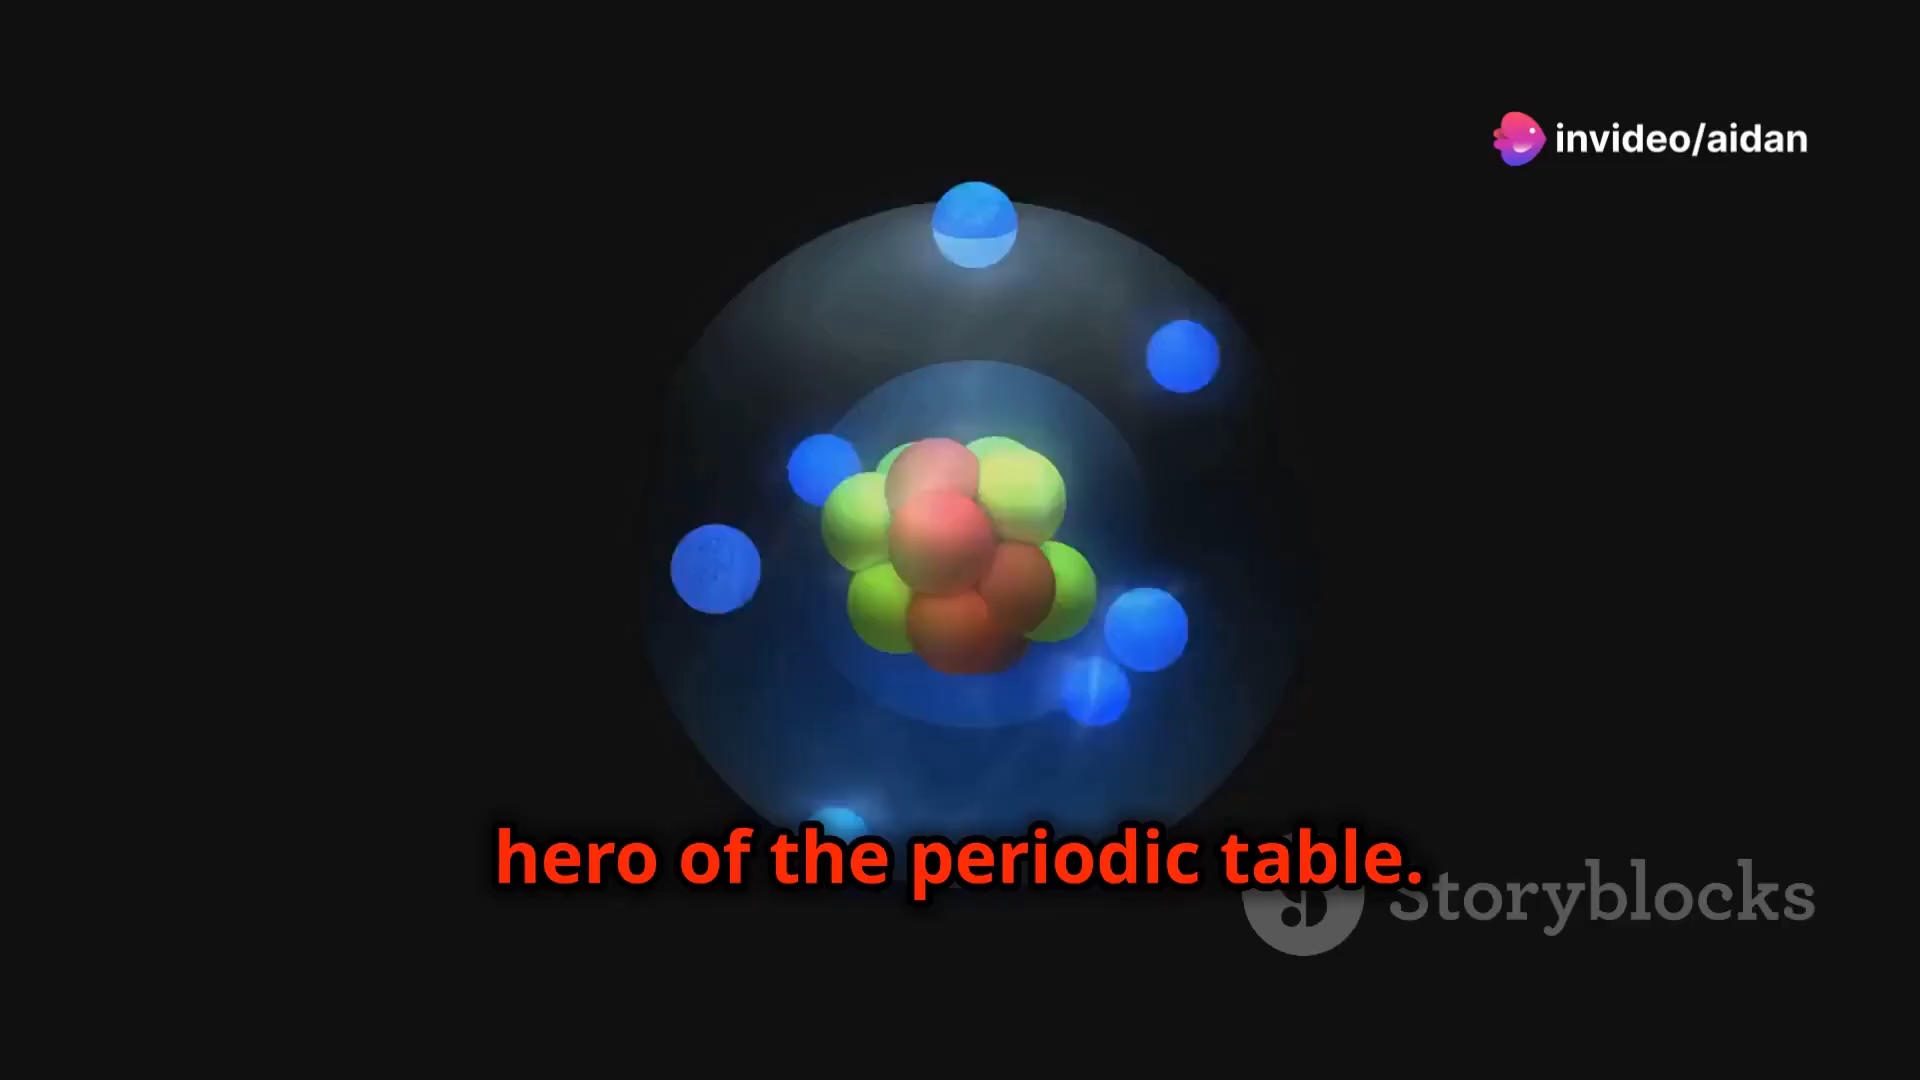 invideo/aidan
hero of the periodic table.
Storyblocks